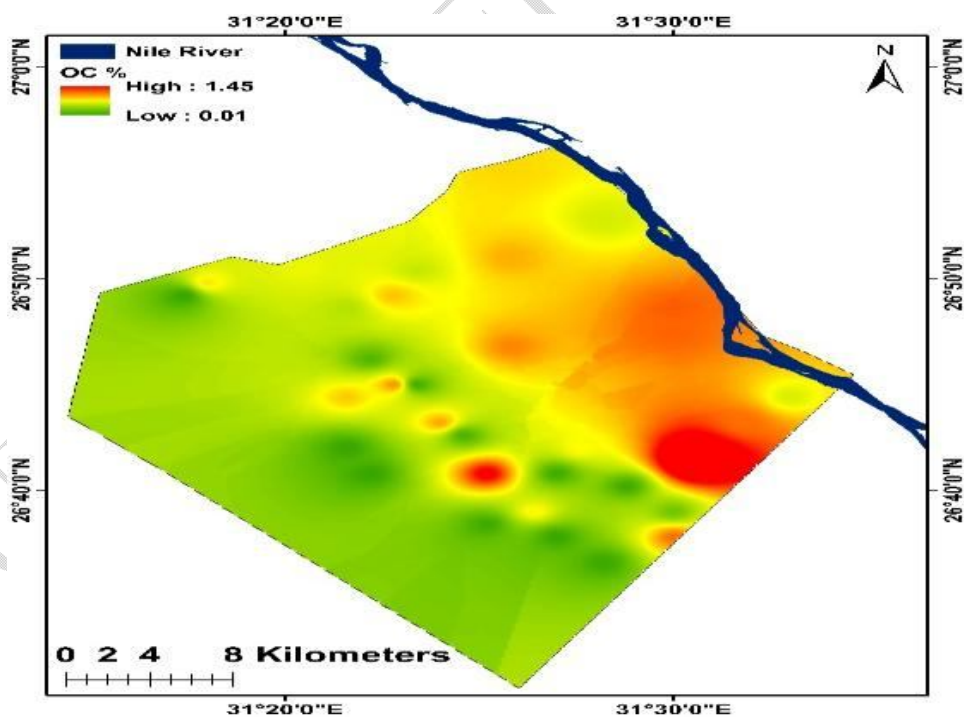 31°20'0"E 31°30'0"E
Nile River
OC %
High : 1.45
Low : 0.01
N
27°0'0"N 27°0'0"N
26°50'0"N 26°50'0"N
26°40'0"N 26°40'0"N
0 2 4 8 Kilometers
31°20'0"E 31°30'0"E